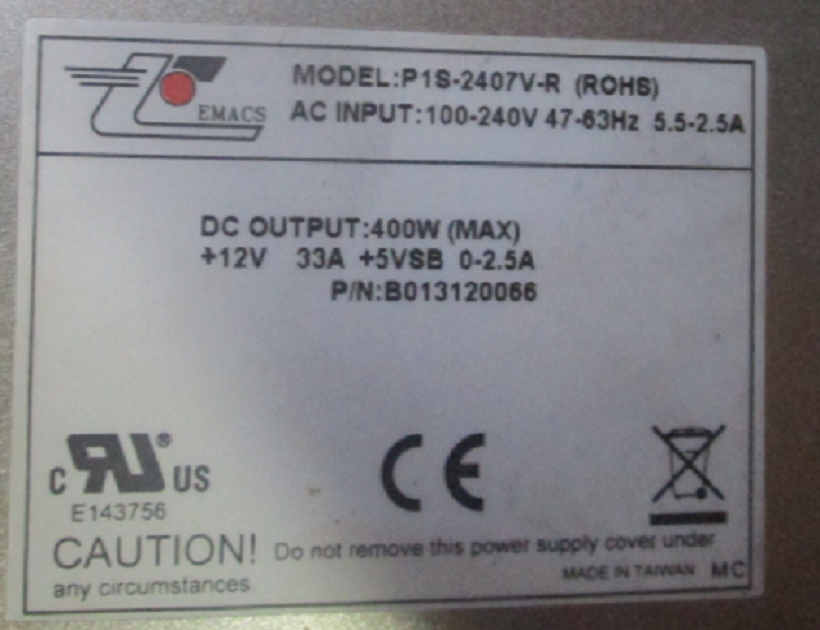 EMACS
MODEL:P1S-2407V-R (ROHS)
AC INPUT:100-240V 47-63Hz 5.5-2.5A
DC OUTPUT:400W (MAX)
+12V 33A +5VSB 0-2.5A
P/N:B013120066
C RU® US
E143756
CE
CAUTION! Do not remove this power supply cover under
any circumstances
MADE IN TAIWAN MC